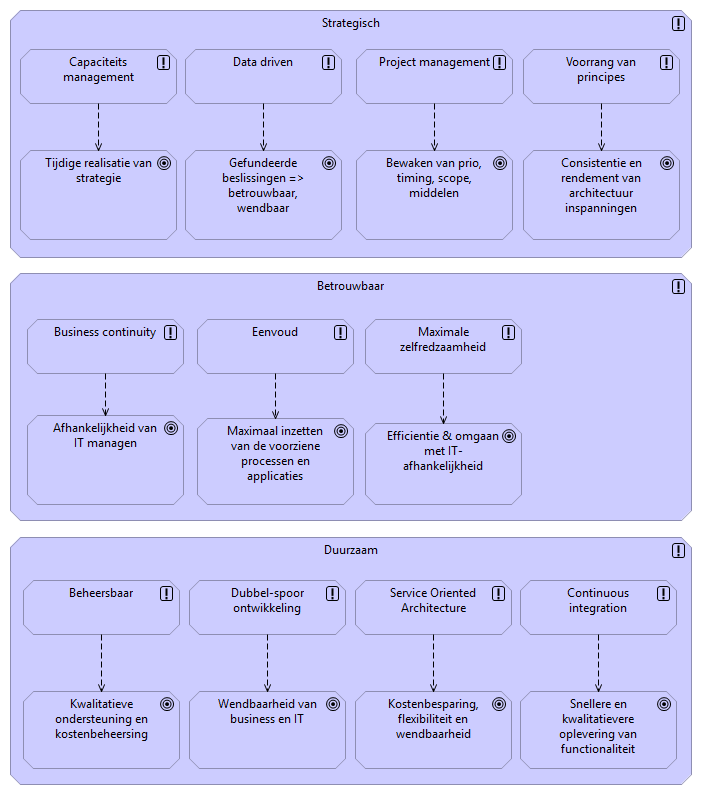 Strategisch
Capaciteits
management
Data driven
Project management
Voorrang van
principes
Tijdige realisatie van
strategie
Gefundeerde
beslissingen =>
betrouwbaar,
wendbaar
Bewaken van prio,
timing, scope,
middelen
Consistentie en
rendement van
architectuur
inspanningen
Betrouwbaar
Business continuity
Eenvoud
Maximale
zelfredzaamheid
Afhankelijkheid van
IT managen
Maximaal inzetten
van de voorziene
processen en
applicaties
Efficientie & omgaan
met IT-
afhankelijkheid
Duurzaam
Beheersbaar
Dubbel-spoor
ontwikkeling
Service Oriented
Architecture
Continuous
integration
Kwalitatieve
ondersteuning en
kostenbeheersing
Wendbaarheid van
business en IT
Kostenbesparing,
flexibiliteit en
wendbaarheid
Snellere en
kwalitatievere
oplevering van
functionaliteit